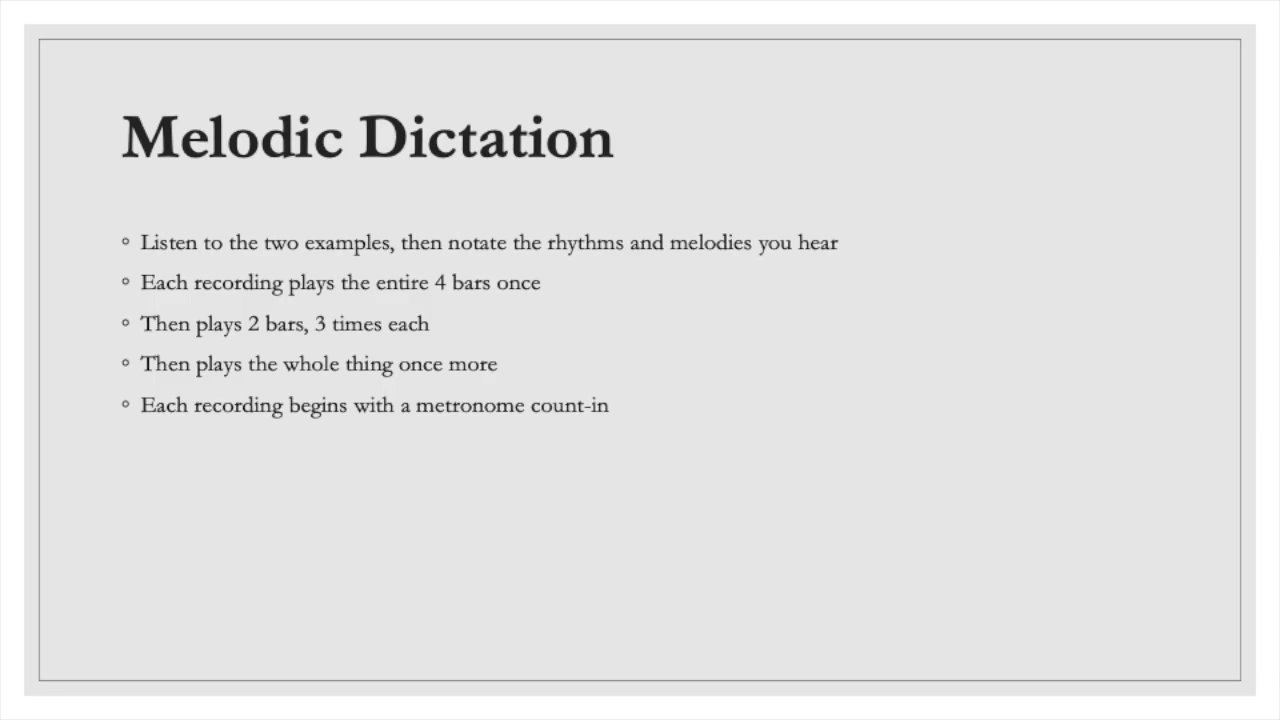 Melodic Dictation
◦ Listen to the two examples, then notate the rhythms and melodies you hear
◦ Each recording plays the entire 4 bars once
◦ Then plays 2 bars, 3 times each
◦ Then plays the whole thing once more
◦ Each recording begins with a metronome count-in